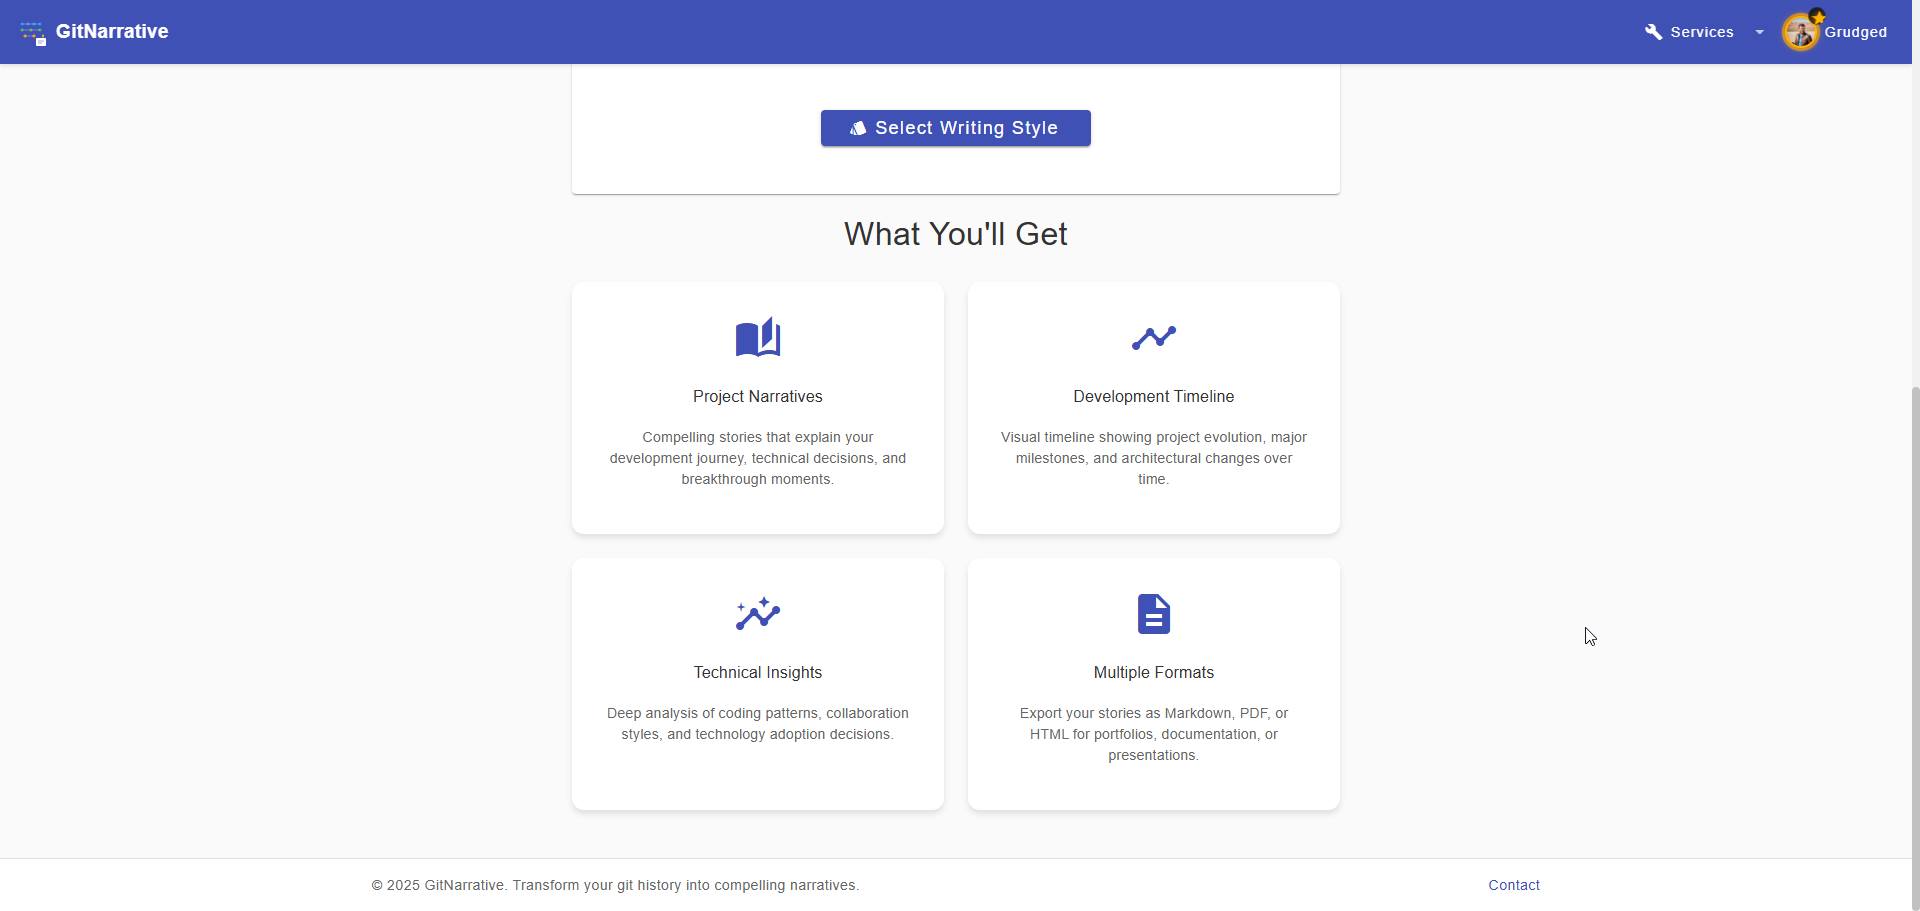 GitNarrative
Services
Grudged
Select Writing Style
What You'll Get
Project Narratives
Compelling stories that explain your
development journey, technical decisions, and
breakthrough moments.
Development Timeline
Visual timeline showing project evolution, major
milestones, and architectural changes over
time.
Technical Insights
Deep analysis of coding patterns, collaboration
styles, and technology adoption decisions.
Multiple Formats
Export your stories as Markdown, PDF, or
HTML for portfolios, documentation, or
presentations.
© 2025 GitNarrative. Transform your git history into compelling narratives.
Contact